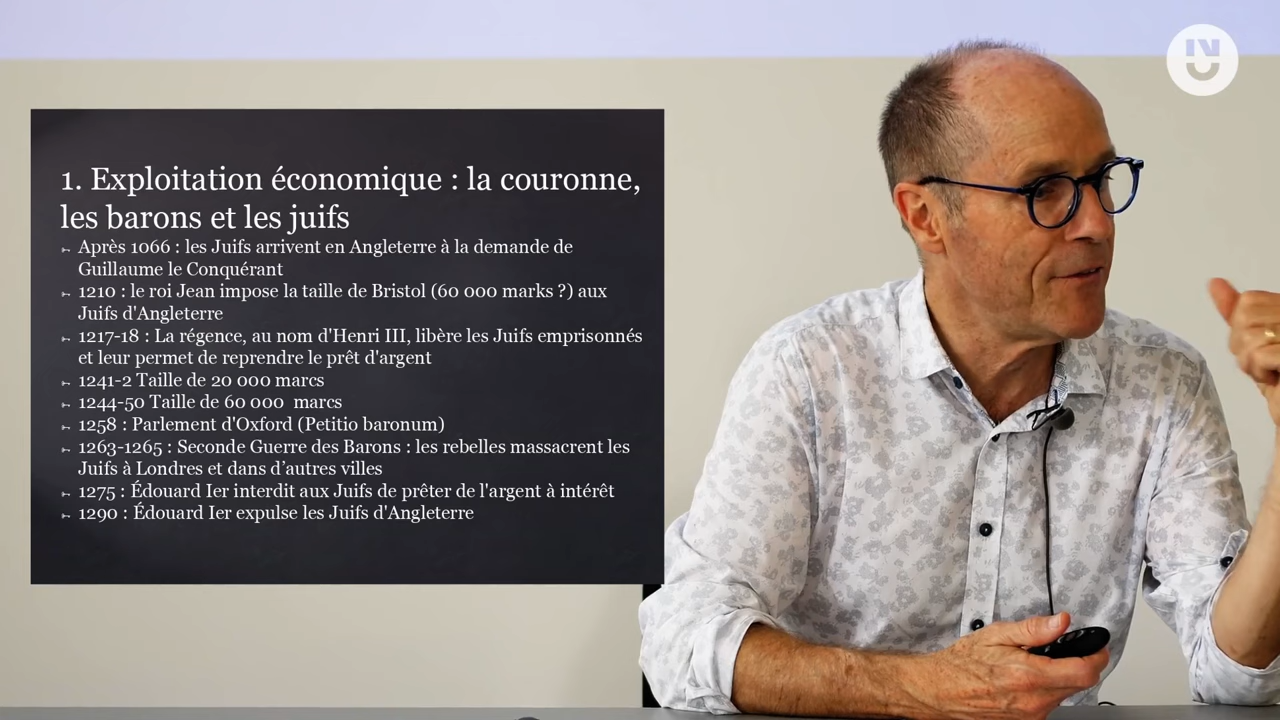 1. Exploitation économique : la couronne,
les barons et les juifs
Après 1066 : les Juifs arrivent en Angleterre à la demande de
Guillaume le Conquérant
1210 : le roi Jean impose la taille de Bristol (60 000 marks ?) aux
Juifs d'Angleterre
1217-18 : La régence, au nom d'Henri III, libère les Juifs emprisonnés
et leur permet de reprendre le prêt d'argent
1241-2 Taille de 20 000 marcs
1244-50 Taille de 60 000  marcs
1258 : Parlement d'Oxford (Petitio baronum)
1263-1265 : Seconde Guerre des Barons : les rebelles massacrent les
Juifs à Londres et dans d’autres villes
1275 : Édouard Ier interdit aux Juifs de prêter de l'argent à intérêt
1290 : Édouard Ier expulse les Juifs d'Angleterre